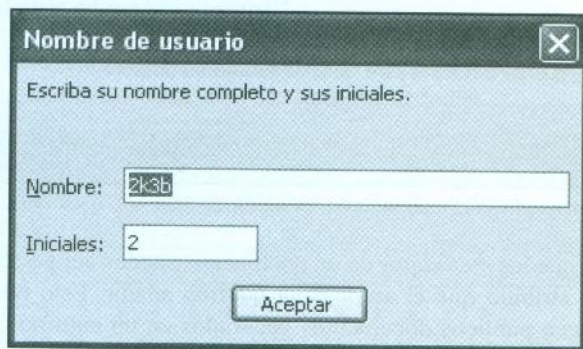 Nombre de usuario
Escriba su nombre completo y sus iniciales.
Nombre: 2k3b
Iniciales: 2
Aceptar